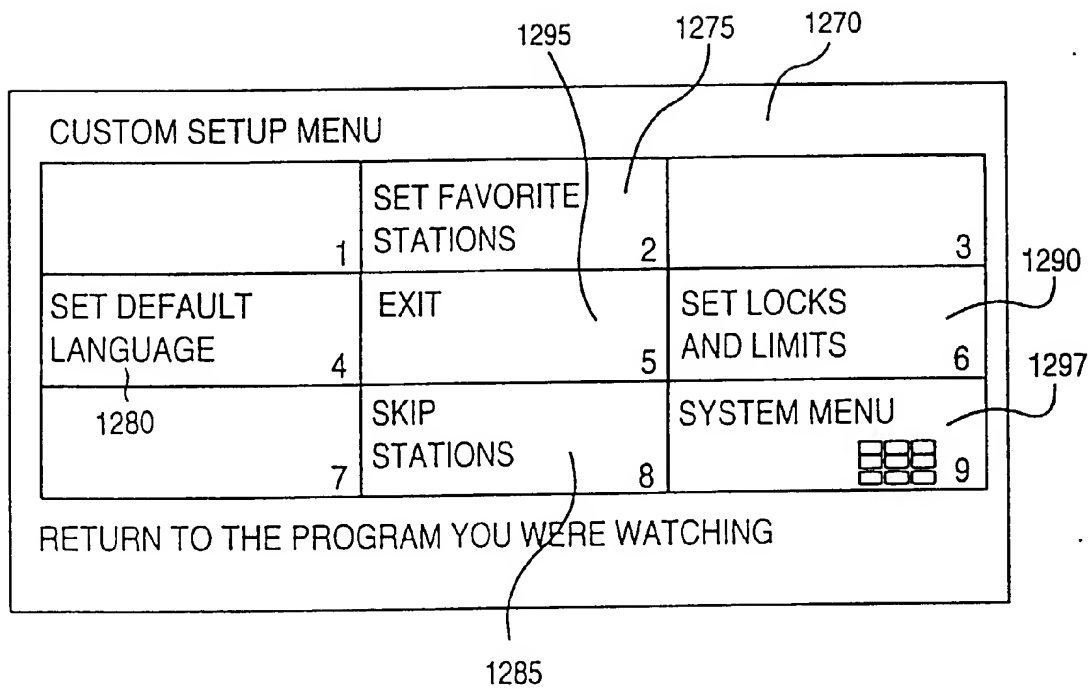 1295
1275
1270
CUSTOM SETUP MENU
1
SET FAVORITE
STATIONS
2
3
1290
SET DEFAULT
LANGUAGE
4
EXIT
5
SET LOCKS
AND LIMITS
6
1297
1280
7
SKIP
STATIONS
8
SYSTEM MENU
9
RETURN TO THE PROGRAM YOU WERE WATCHING
1285